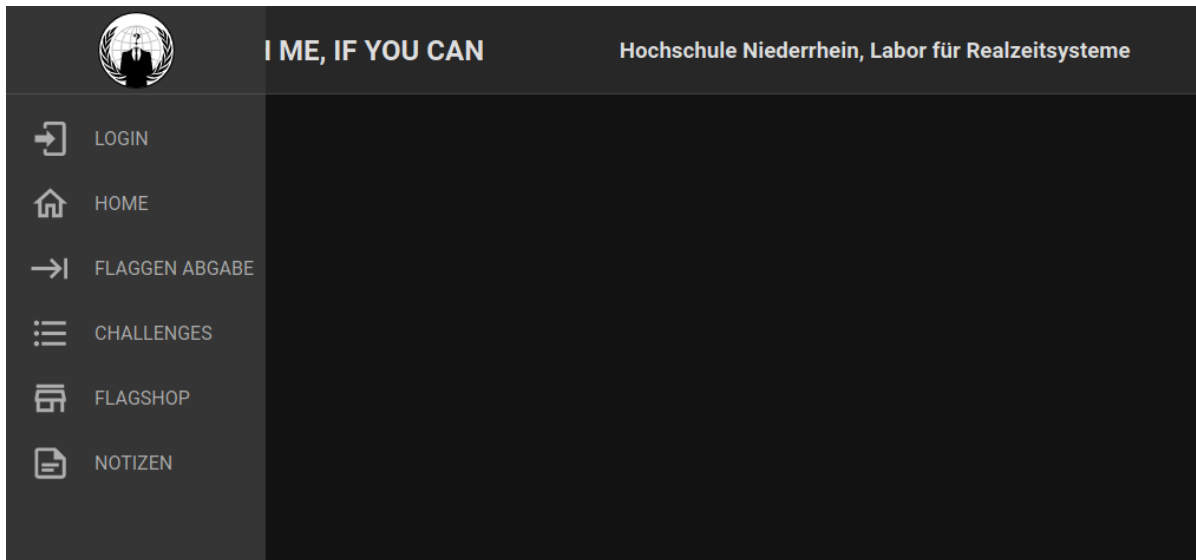 I ME, IF YOU CAN
Hochschule Niederrhein, Labor für Realzeitsysteme
LOGIN
HOME
FLAGGEN ABGABE
CHALLENGES
FLAGSHOP
NOTIZEN